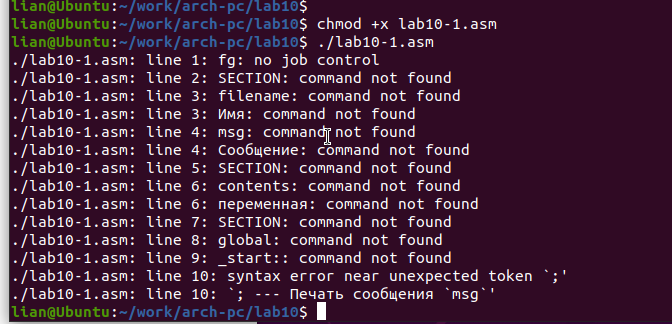 lian@Ubuntu:~/work/arch-pc/lab10$
lian@Ubuntu:~/work/arch-pc/lab10$ chmod +x lab10-1.asm
lian@Ubuntu:~/work/arch-pc/lab10$ ./lab10-1.asm
./lab10-1.asm: line 1: fg: no job control
./lab10-1.asm: line 2: SECTION: command not found
./lab10-1.asm: line 3: filename: command not found
./lab10-1.asm: line 3: Имя: command not found
./lab10-1.asm: line 4: msg: command not found
./lab10-1.asm: line 4: Сообщение: command not found
./lab10-1.asm: line 5: SECTION: command not found
./lab10-1.asm: line 6: contents: command not found
./lab10-1.asm: line 6: переменная: command not found
./lab10-1.asm: line 7: SECTION: command not found
./lab10-1.asm: line 8: global: command not found
./lab10-1.asm: line 9: _start:: command not found
./lab10-1.asm: line 10: syntax error near unexpected token `;'
./lab10-1.asm: line 10: `; --- Печать сообщения `msg`'
lian@Ubuntu:~/work/arch-pc/lab10$